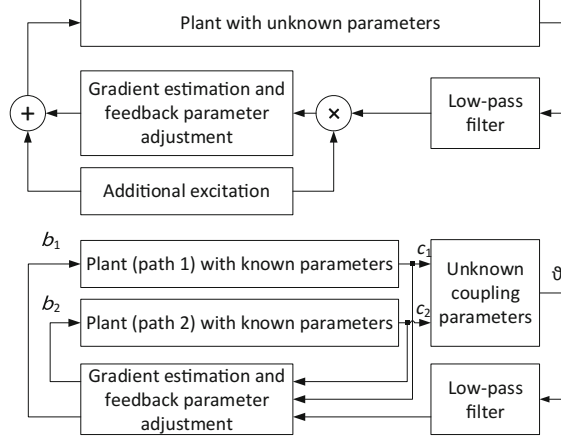 Plant with unknown parameters
Gradient estimation and
feedback parameter
adjustment
Low-pass
filter
+
×
Additional excitation
b₁
Plant (path 1) with known parameters
c₁
Unknown
coupling
parameters
ϑ
b₂
Plant (path 2) with known parameters
c₂
Gradient estimation and
feedback parameter
adjustment
Low-pass
filter